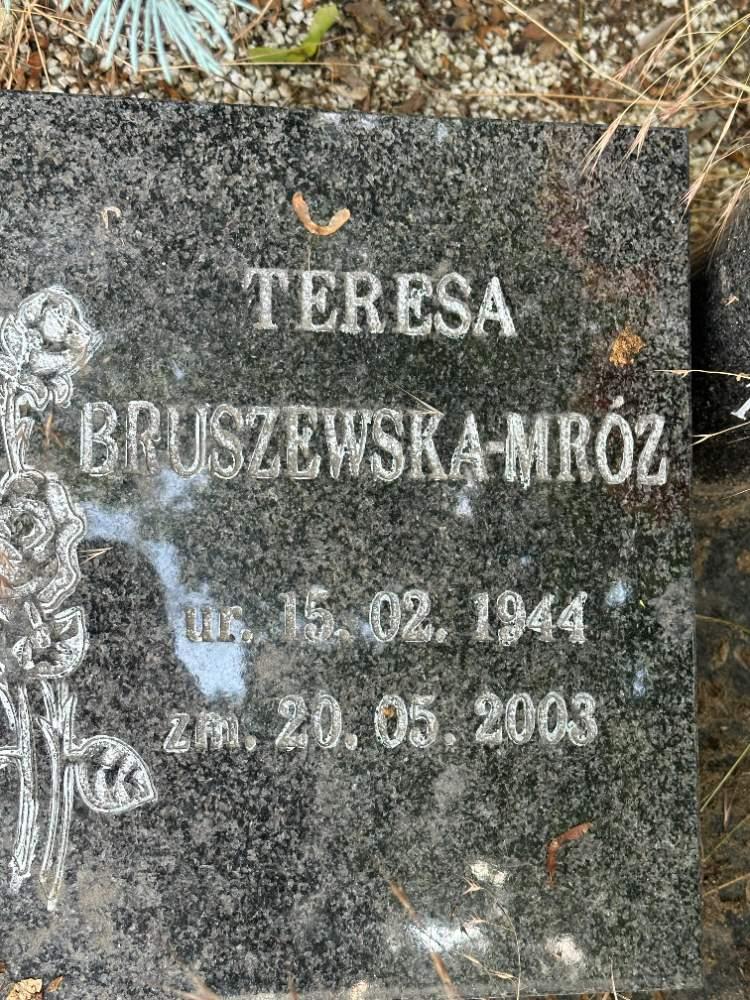 TERESA
BRUSZEWSKA-MRÓZ
ur. 15. 02. 1944
zm. 20. 05. 2003